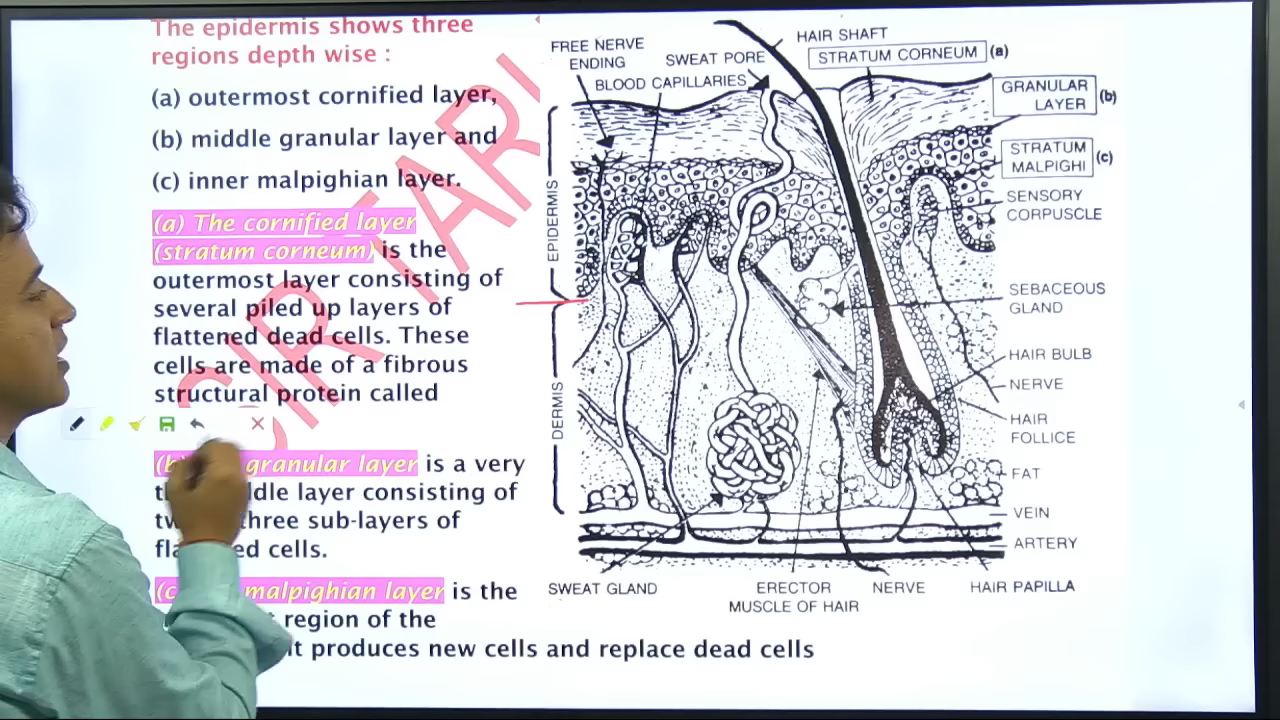 The epidermis shows three
regions depth wise :
(a) outermost cornified layer,
(b) middle granular layer and
(c) inner malpighian layer.
(a) The cornified layer
(stratum corneum) is the
outermost layer consisting of
several piled up layers of
flattened dead cells. These
cells are made of a fibrous
structural protein called
granular layer is a very
layer consisting of
three sub-layers of
cells.
malpighian layer is the
region of the
it produces new cells and replace dead cells
FREE NERVE
ENDING
SWEAT PORE
BLOOD CAPILLARIES
HAIR SHAFT
STRATUM CORNEUM (a)
GRANULAR
LAYER (b)
STRATUM
MALPIGHI (c)
SENSORY
CORPUSCLE
SEBACEOUS
GLAND
HAIR BULB
NERVE
HAIR
FOLLICE
FAT
VEIN
ARTERY
EPIDERMIS
DERMIS
SWEAT GLAND
ERECTOR
MUSCLE OF HAIR
NERVE
HAIR PAPILLA